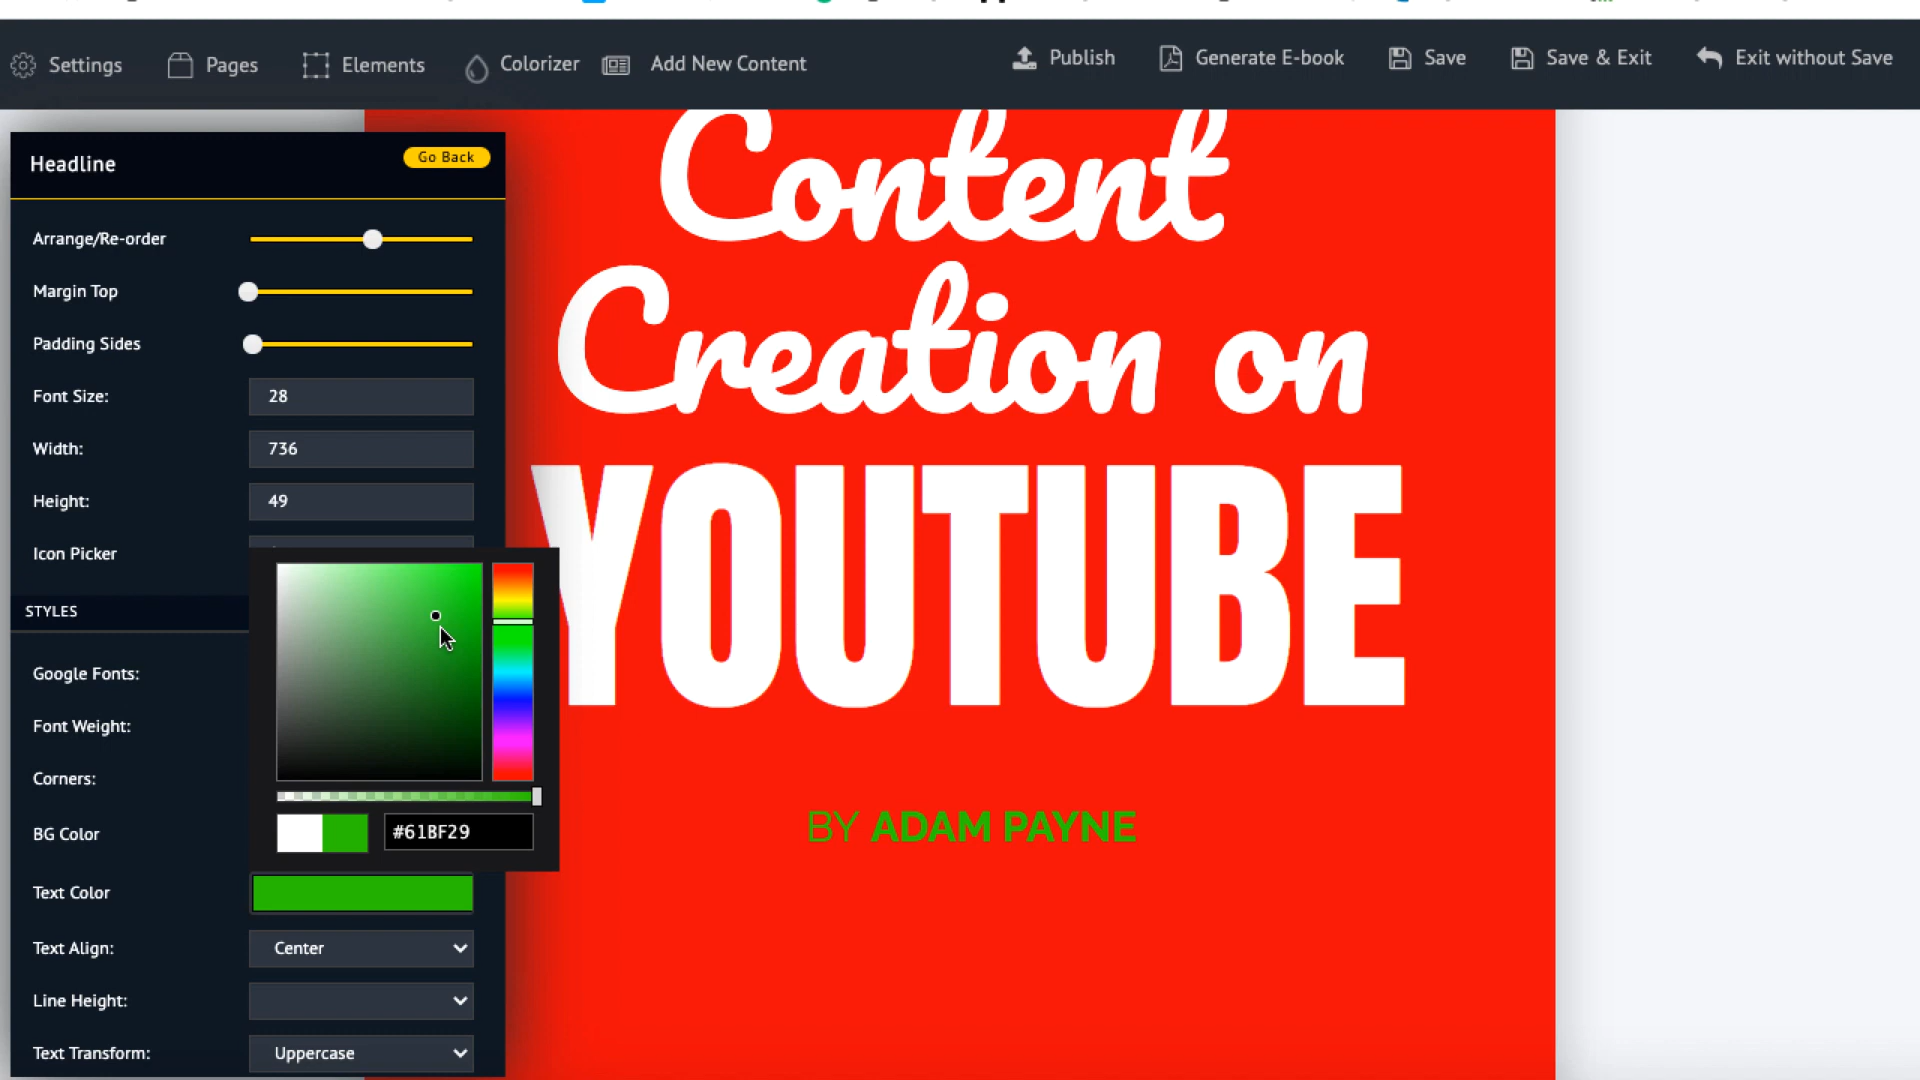 Settings
Pages
Elements
Colorizer
Add New Content
Publish
Generate E-book
Save
Save & Exit
Exit without Save
Headline
Go Back
Arrange/Re-order
Margin Top
Padding Sides
Font Size: 28
Width: 736
Height: 49
Icon Picker
STYLES
Google Fonts:
Font Weight:
Corners:
BG Color
#61BF29
Text Color
Text Align: Center
Line Height:
Text Transform: Uppercase
Content
Creation on
YOUTUBE
BY ADAM PAYNE